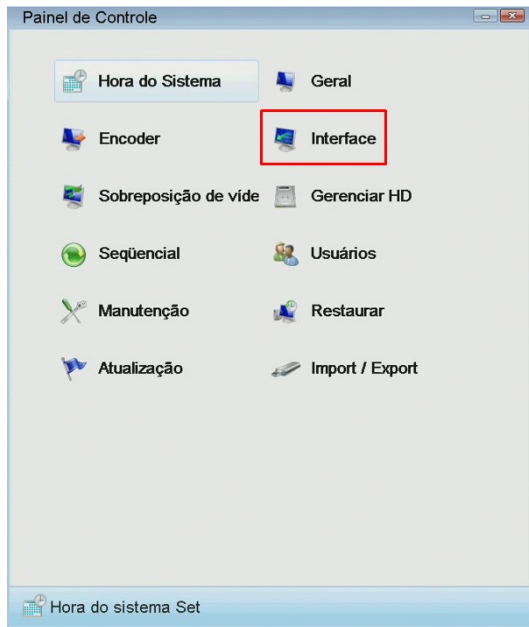 Painel de Controle
Hora do Sistema
Geral
Encoder
Interface
Sobreposição de víde
Gerenciar HD
Seqüencial
Usuários
Manutenção
Restaurar
Atualização
Import / Export
Hora do sistema Set